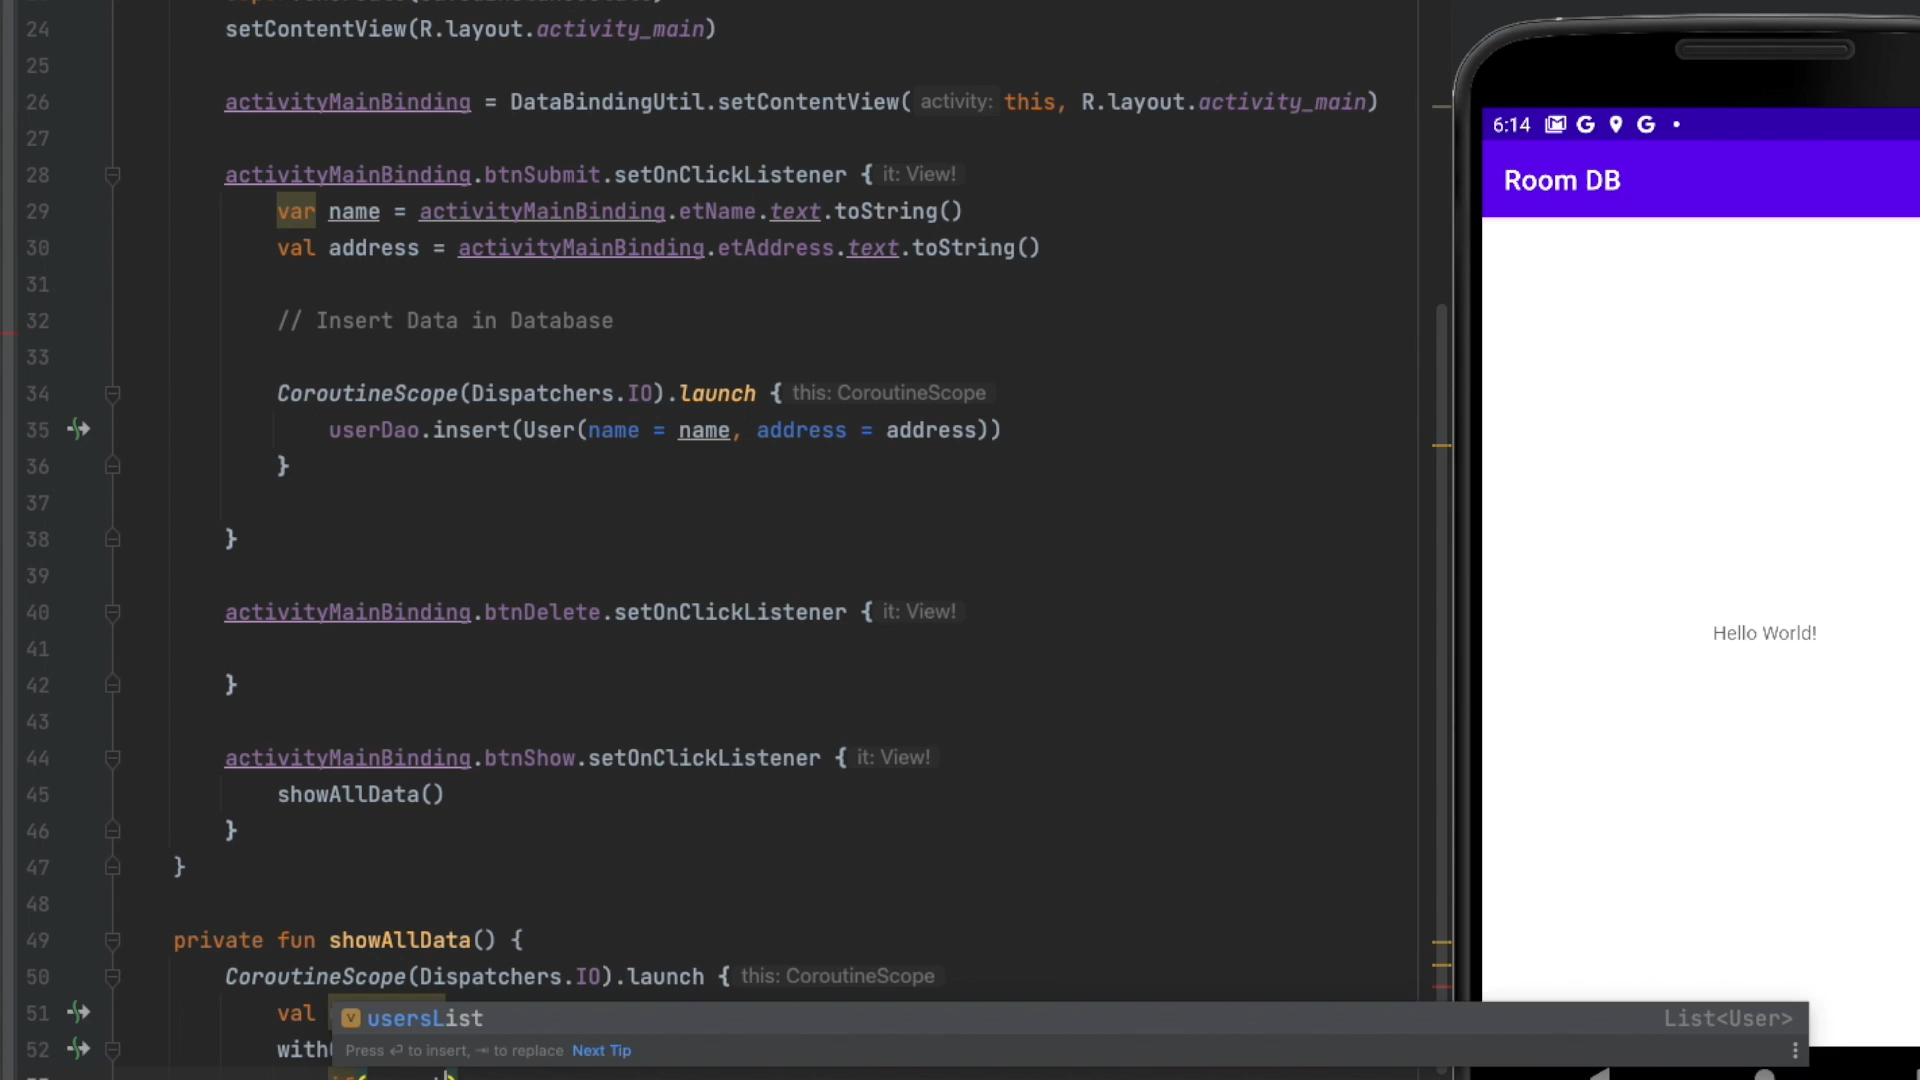 24 setContentView(R.layout.activity_main)
25
26 activityMainBinding = DataBindingUtil.setContentView( activity: this, R.layout.activity_main)
27
28 activityMainBinding.btnSubmit.setOnClickListener { it: View!
29 var name = activityMainBinding.etName.text.toString()
30 val address = activityMainBinding.etAddress.text.toString()
31
32 // Insert Data in Database
33
34 CoroutineScope(Dispatchers.IO).launch { this: CoroutineScope
35 userDao.insert(User(name = name, address = address))
36 }
37
38 }
39
40 activityMainBinding.btnDelete.setOnClickListener { it: View!
41
42 }
43
44 activityMainBinding.btnShow.setOnClickListener { it: View!
45 showAllData()
46 }
47 }
48
49 private fun showAllData() {
50 CoroutineScope(Dispatchers.IO).launch { this: CoroutineScope
51 val
usersList List<User>
52 with
Press ⏎ to insert, ⇥ to replace Next Tip
6:14
Room DB
Hello World!